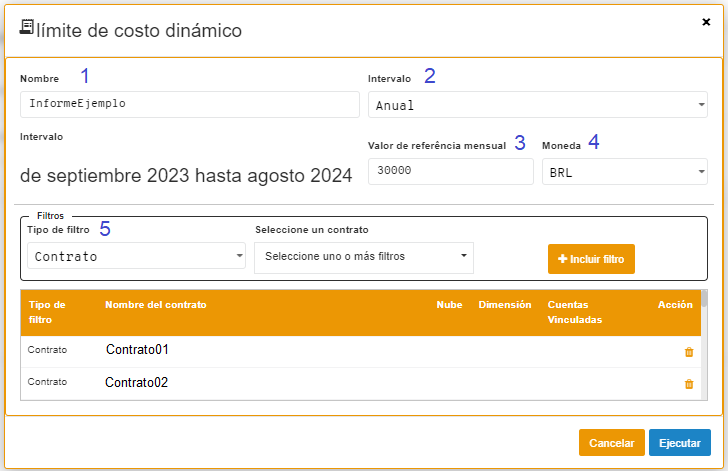 límite de costo dinámico
×
Nombre 1
Intervalo 2
InformeEjemplo
Anual
Intervalo
Valor de referência mensual 3
Moneda 4
de septiembre 2023 hasta agosto 2024
30000
BRL
Filtros
Tipo de filtro 5
Seleccione un contrato
Contrato
Seleccione uno o más filtros
+ Incluir filtro
Tipo de filtro Nombre del contrato Nube Dimensión Cuentas Vinculadas Acción
Contrato Contrato01
Contrato Contrato02
Cancelar Ejecutar